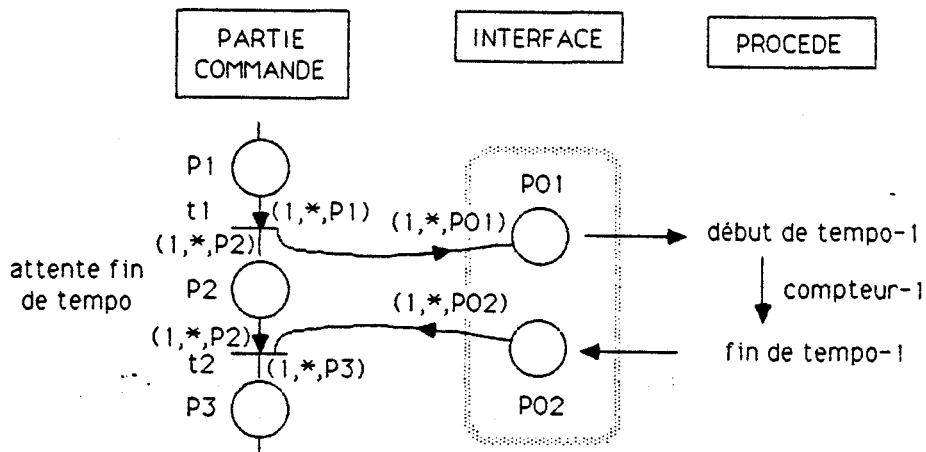 PARTIE
COMMANDE
INTERFACE
PROCEDE
P1
t1
(1,*,P1)
(1,*,P2)
(1,*,PO1)
PO1
début de tempo-1
compteur-1
fin de tempo-1
attente fin
de tempo
P2
(1,*,PO2)
(1,*,P2)
t2
(1,*,P3)
PO2
P3